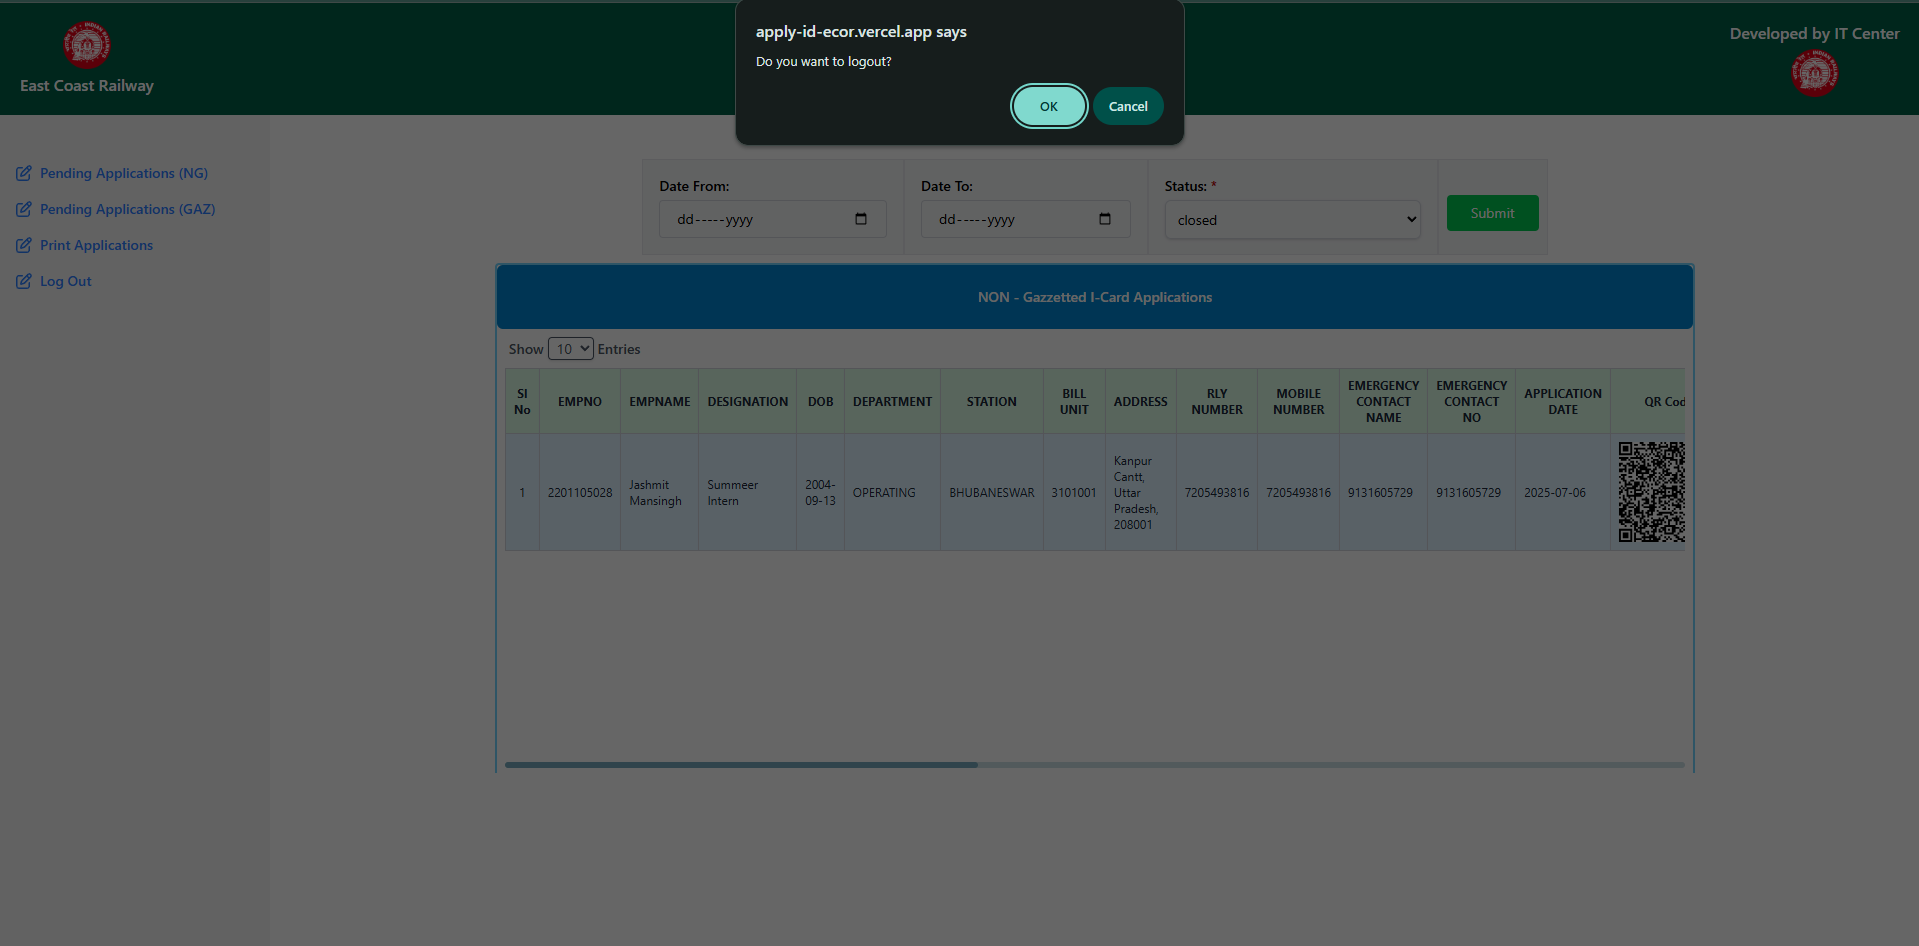 apply-id-ecor.vercel.app says
Do you want to logout?
OK
Cancel
East Coast Railway
Developed by IT Center
Pending Applications (NG)
Pending Applications (GAZ)
Print Applications
Log Out
Date From:
dd-----yyyy
Date To:
dd-----yyyy
Status: *
closed
Submit
NON - Gazzetted I-Card Applications
Show 10 Entries
Sl No
EMPNO
EMPNAME
DESIGNATION
DOB
DEPARTMENT
STATION
BILL UNIT
ADDRESS
RLY NUMBER
MOBILE NUMBER
EMERGENCY CONTACT NAME
EMERGENCY CONTACT NO
APPLICATION DATE
QR Cod
1
2201105028
Jashmit Mansingh
Summeer Intern
2004-09-13
OPERATING
BHUBANESWAR
3101001
Kanpur Cantt, Uttar Pradesh, 208001
7205493816
7205493816
9131605729
9131605729
2025-07-06